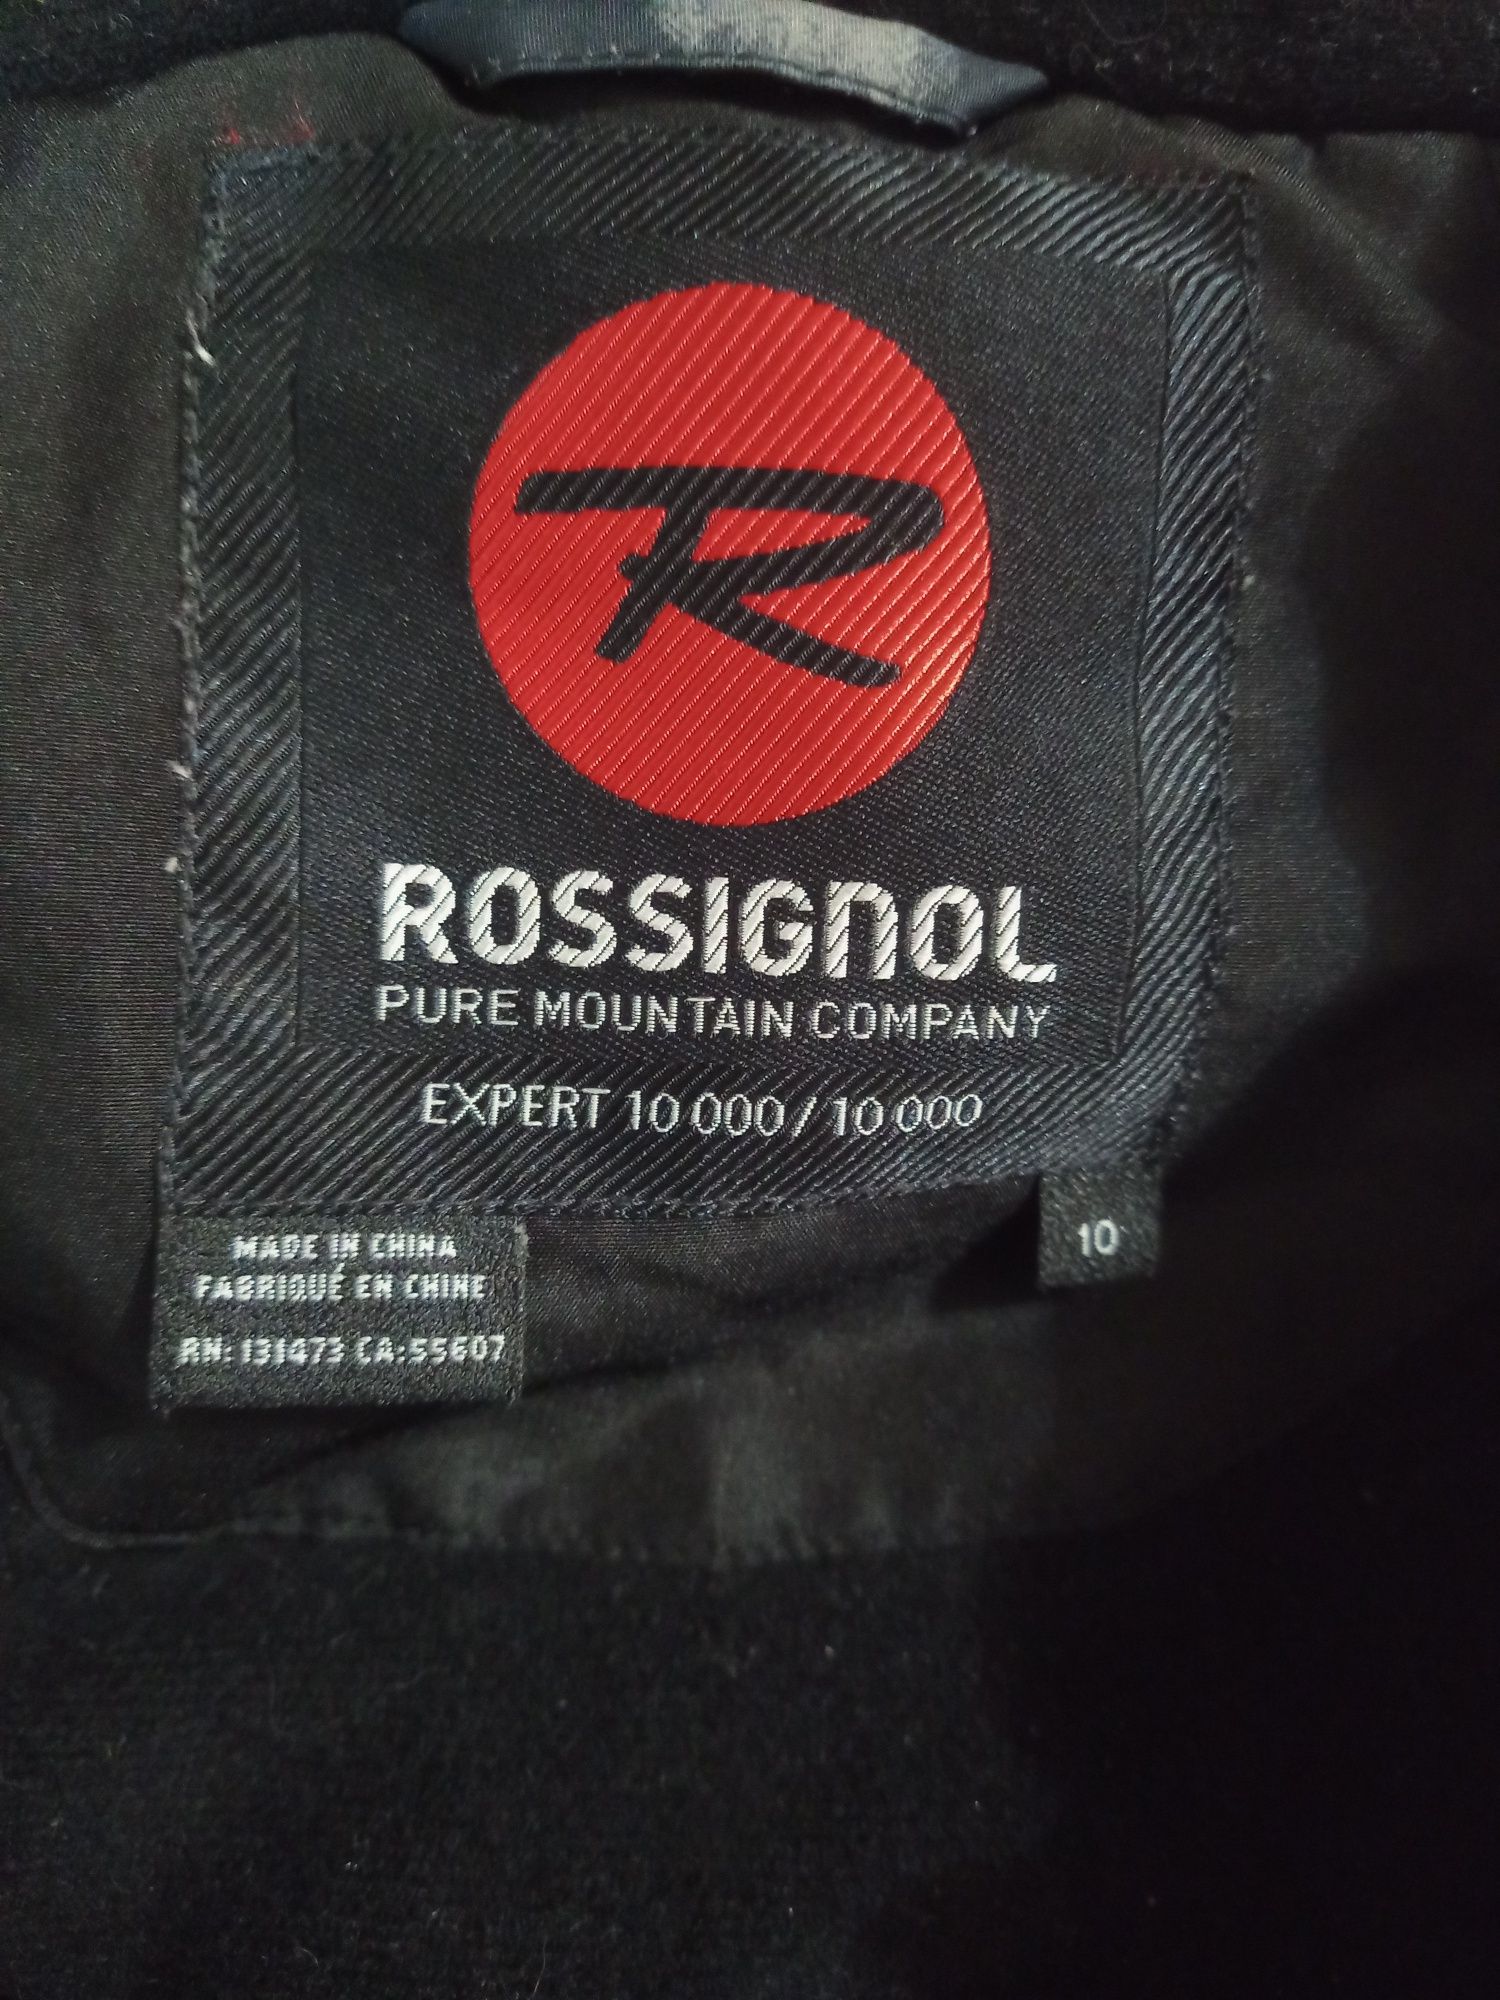 R
ROSSIGNOL
PURE MOUNTAIN COMPANY
EXPERT 10 000 / 10 000
10
MADE IN CHINA
FABRIQUÉ EN CHINE
RN: 131473 CA:55607